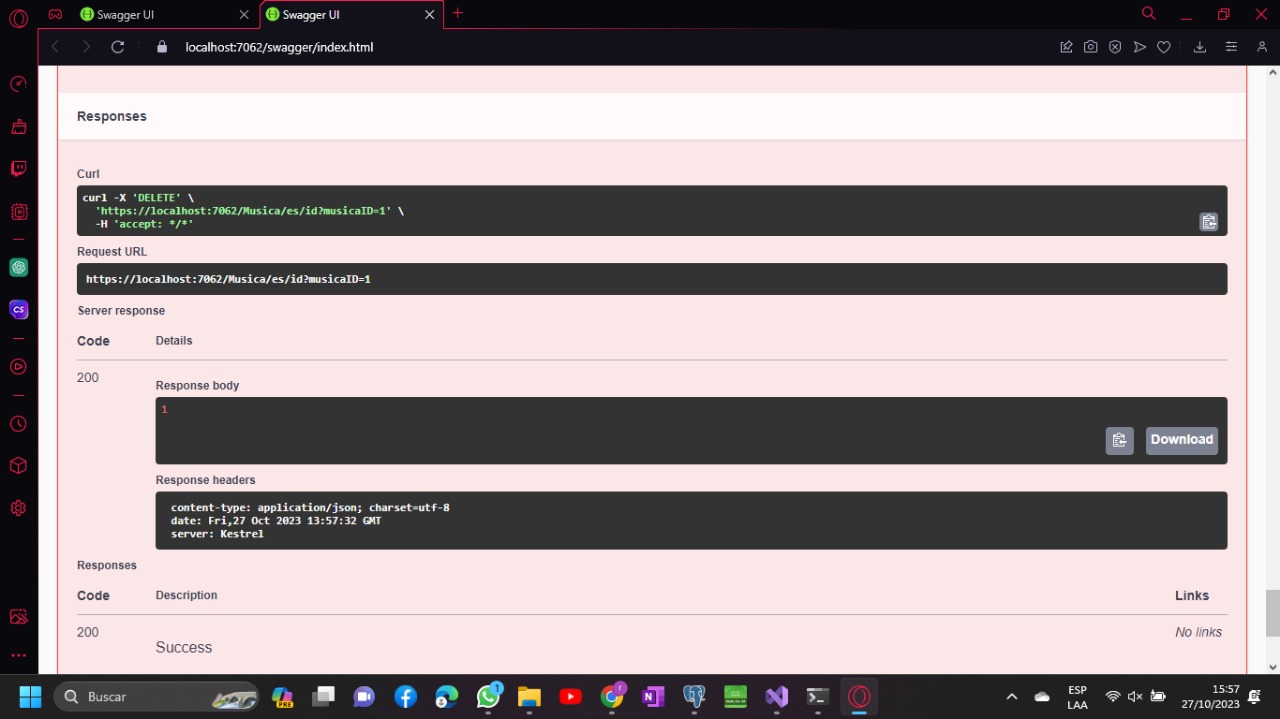 Swagger UI
Swagger UI
localhost:7062/swagger/index.html
Responses
Curl
curl -X 'DELETE' \
'https://localhost:7062/Musica/es/id?musicaID=1' \
-H 'accept: */*'
Request URL
https://localhost:7062/Musica/es/id?musicaID=1
Server response
Code Details
200
Response body
1
Download
Response headers
content-type: application/json; charset=utf-8
date: Fri,27 Oct 2023 13:57:32 GMT
server: Kestrel
Responses
Code Description Links
200 No links
Success
CS
Buscar
PRE
1
ESP
LAA
15:57
27/10/2023